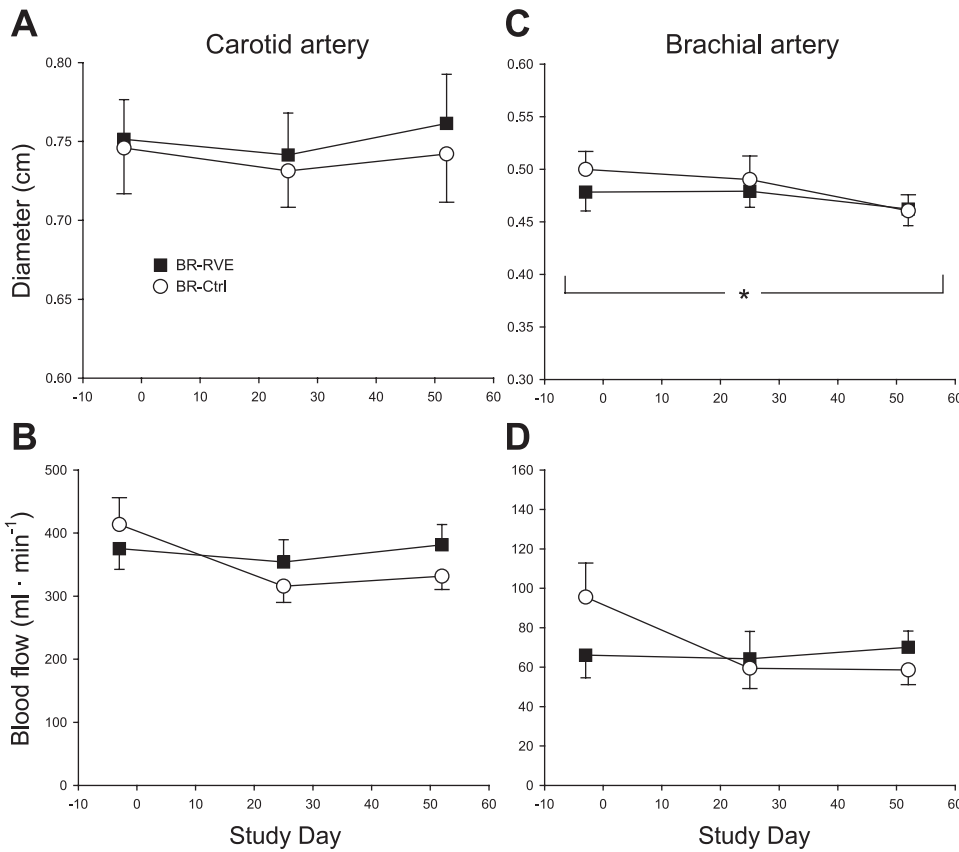 A
Carotid artery
Diameter (cm)
0.80
0.75
0.70
0.65
0.60
BR-RVE
BR-Ctrl
-10 0 10 20 30 40 50 60
C
Brachial artery
0.60
0.55
0.50
0.45
0.40
0.35
0.30
*
-10 0 10 20 30 40 50 60
B
Blood flow (ml · min⁻¹)
500
400
300
200
100
0
-10 0 10 20 30 40 50 60
Study Day
D
160
140
120
100
80
60
40
20
0
-10 0 10 20 30 40 50 60
Study Day